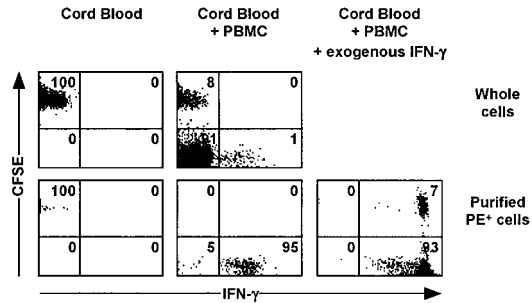 Cord Blood Cord Blood Cord Blood
+ PBMC + PBMC
+ exogenous IFN-γ
100 0 8 0
Whole
cells
0 0 91 1
CFSE
100 0 0 0 0 7
Purified
PE⁺ cells
0 0 5 95 0 93
IFN-γ